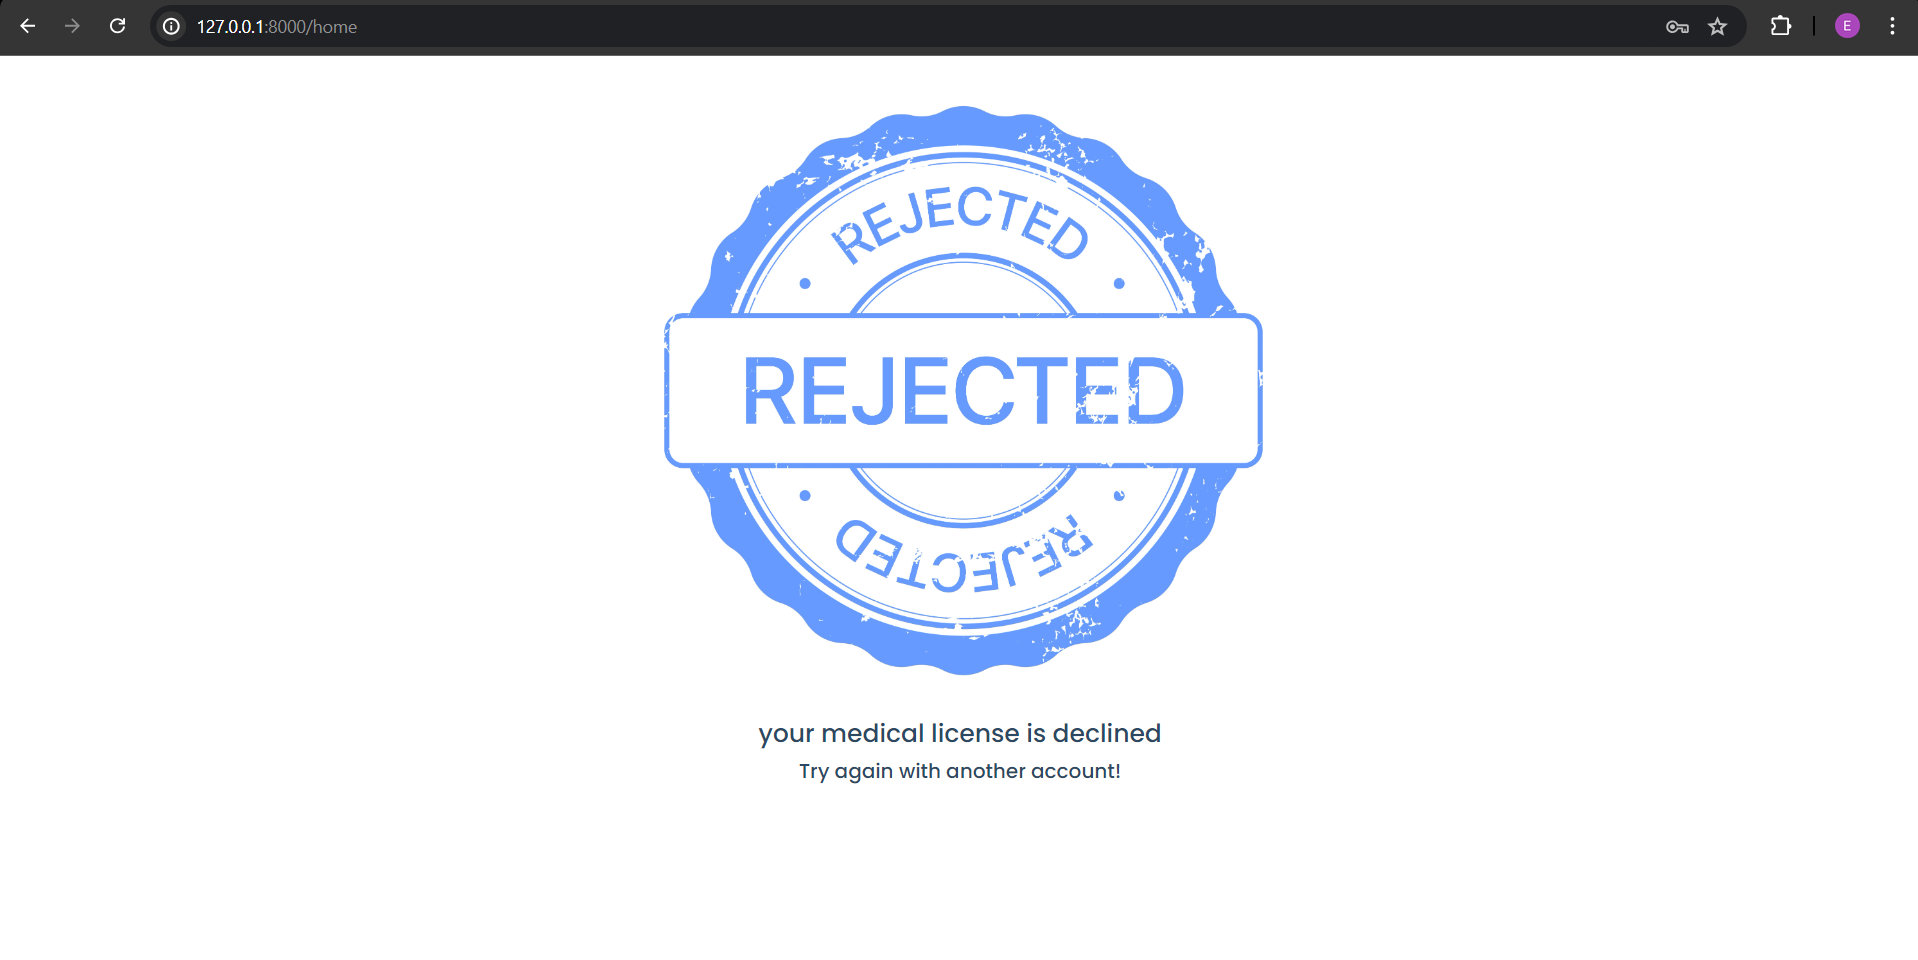 127.0.0.1:8000/home
E
REJECTED
REJECTED
REJECTED
your medical license is declined
Try again with another account!